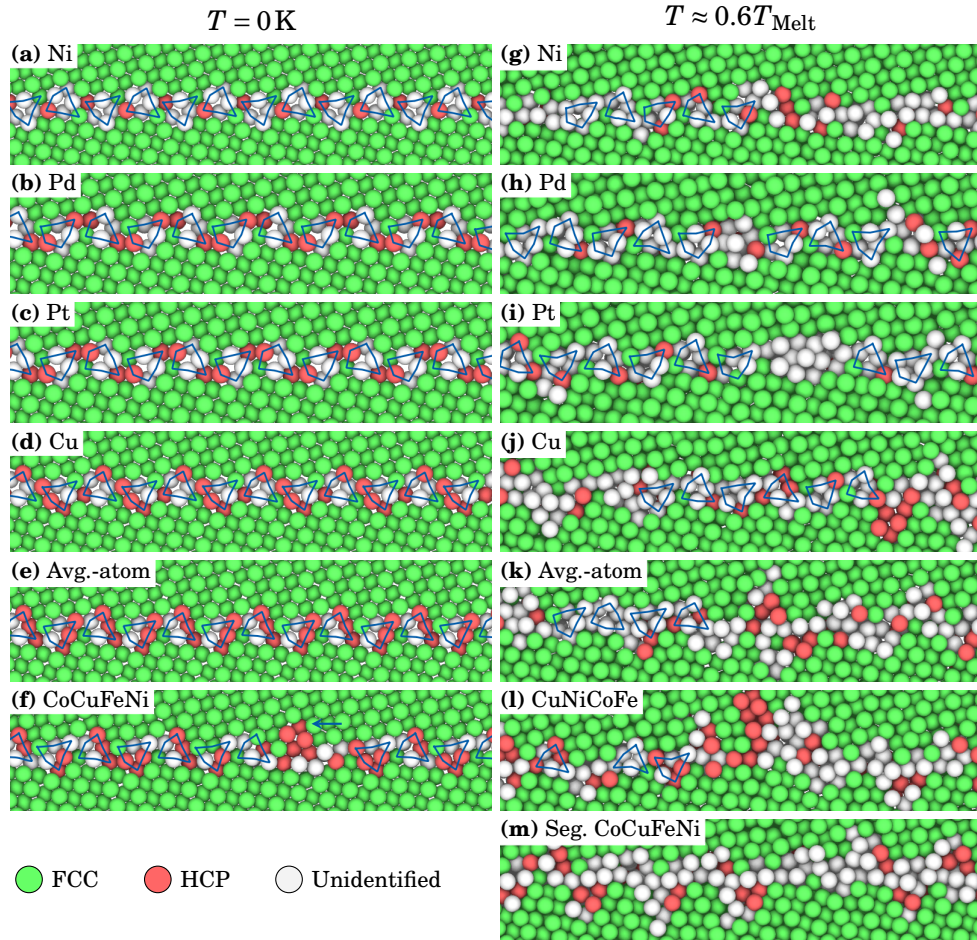 T = 0 K
T ≈ 0.6T_Melt
(a) Ni
(g) Ni
(b) Pd
(h) Pd
(c) Pt
(i) Pt
(d) Cu
(j) Cu
(e) Avg.-atom
(k) Avg.-atom
(f) CoCuFeNi
(l) CuNiCoFe
(m) Seg. CoCuFeNi
FCC
HCP
Unidentified